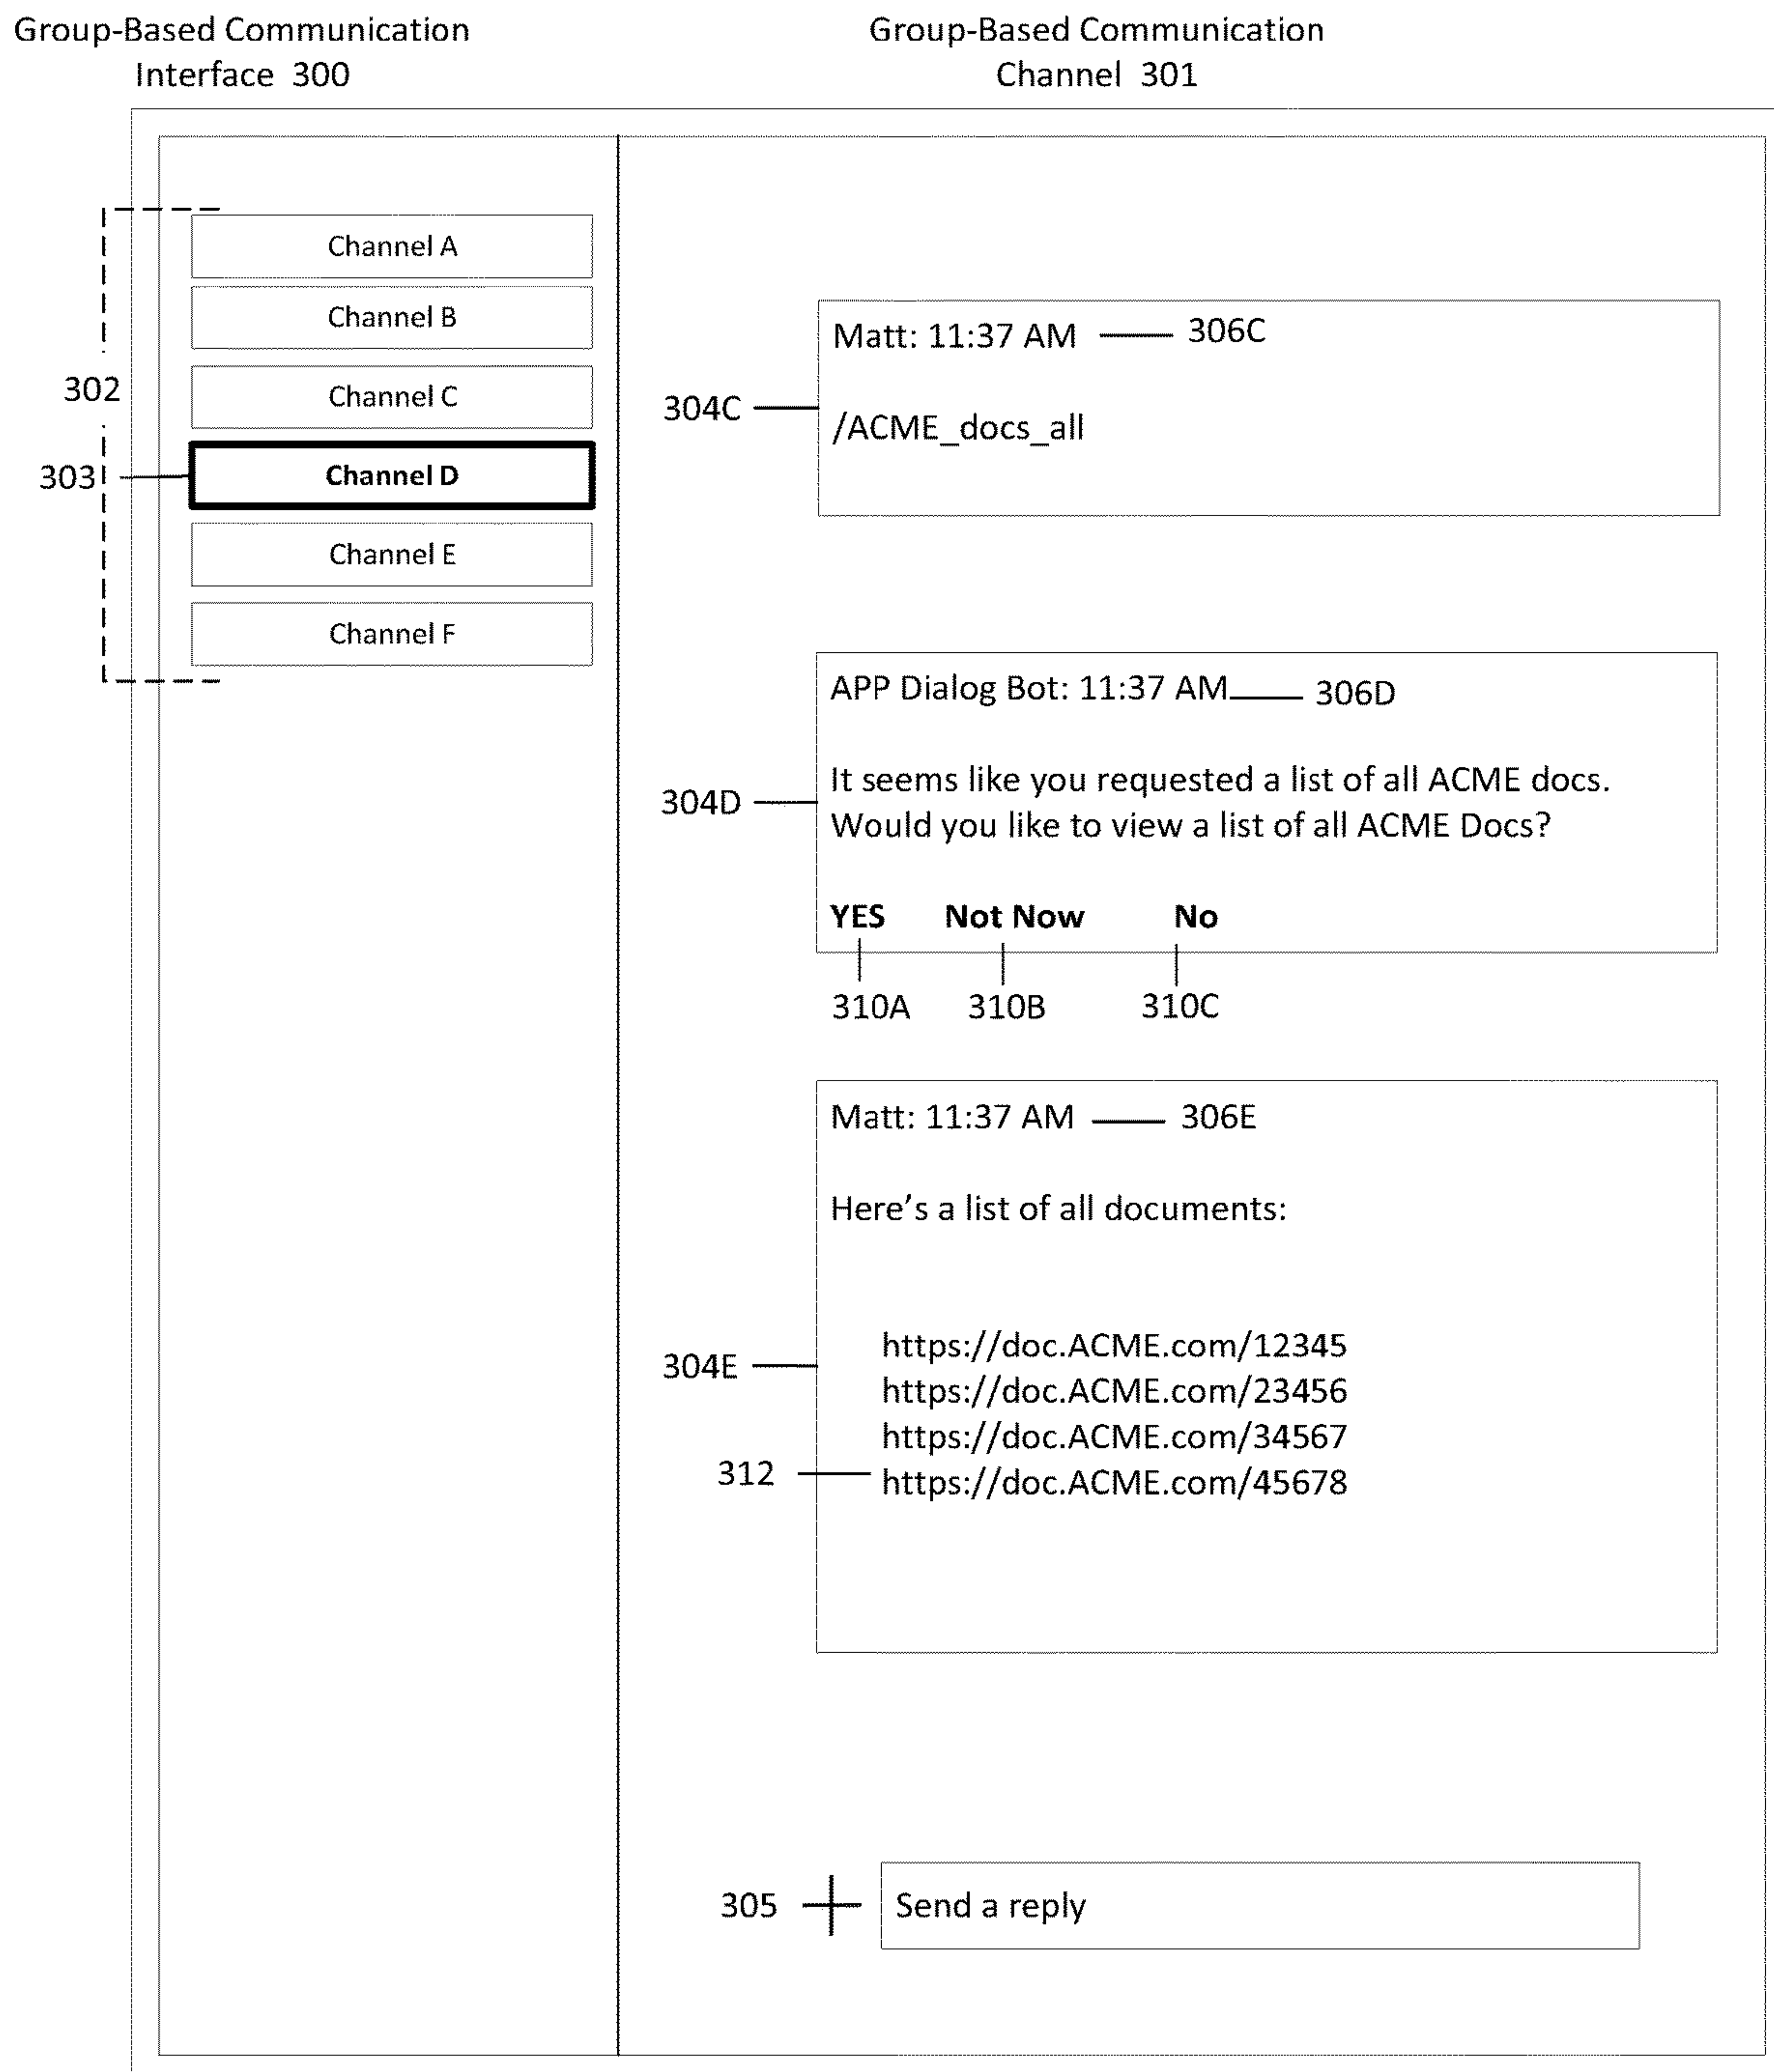 Group-Based Communication
Interface 300
Group-Based Communication
Channel 301
302
303
Channel A
Channel B
Channel C
Channel D
Channel E
Channel F
304C
Matt: 11:37 AM 306C
/ACME_docs_all
304D
APP Dialog Bot: 11:37 AM 306D
It seems like you requested a list of all ACME docs.
Would you like to view a list of all ACME Docs?
YES Not Now No
310A 310B 310C
Matt: 11:37 AM 306E
Here’s a list of all documents:
304E
https://doc.ACME.com/12345
https://doc.ACME.com/23456
https://doc.ACME.com/34567
312 https://doc.ACME.com/45678
305 Send a reply